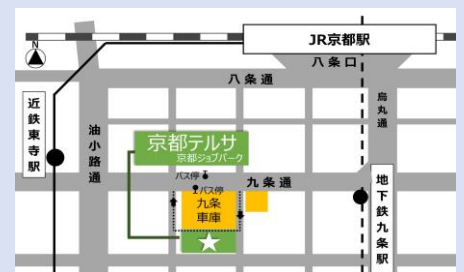 N
JR京都駅
八条口
八条通
烏丸通
近鉄東寺駅
油小路通
京都テルサ
京都ジョブパーク
バス停
バス停
九条通
九条
車庫
地下鉄九条駅